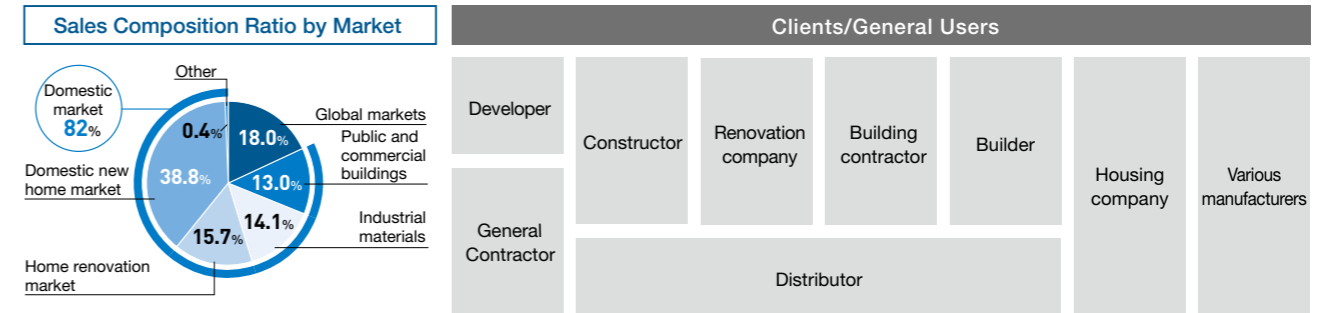 Sales Composition Ratio by Market
Domestic
market
82%
Other
0.4%
18.0%
Global markets
Public and
commercial
buildings
13.0%
Domestic new
home market
38.8%
14.1%
Industrial
materials
15.7%
Home renovation
market
Clients/General Users
Developer
General
Contractor
Constructor
Renovation
company
Building
contractor
Builder
Distributor
Housing
company
Various
manufacturers